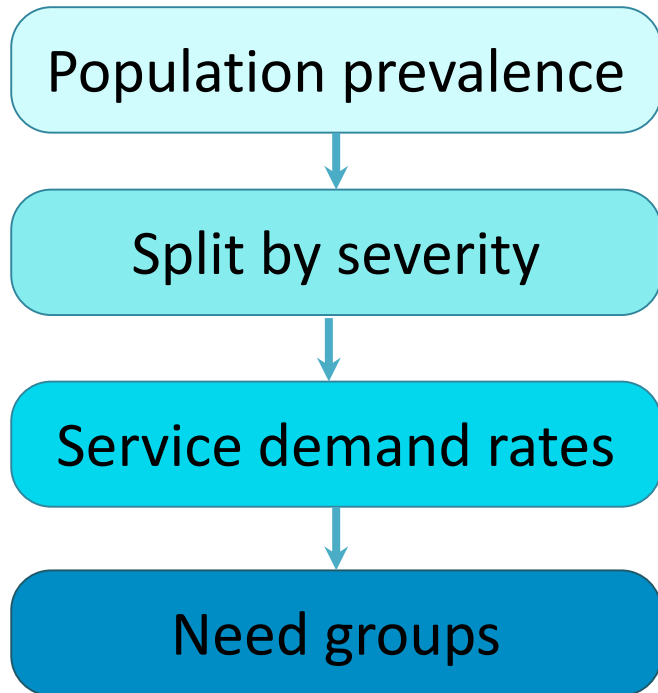 Population prevalence
Split by severity
Service demand rates
Need groups